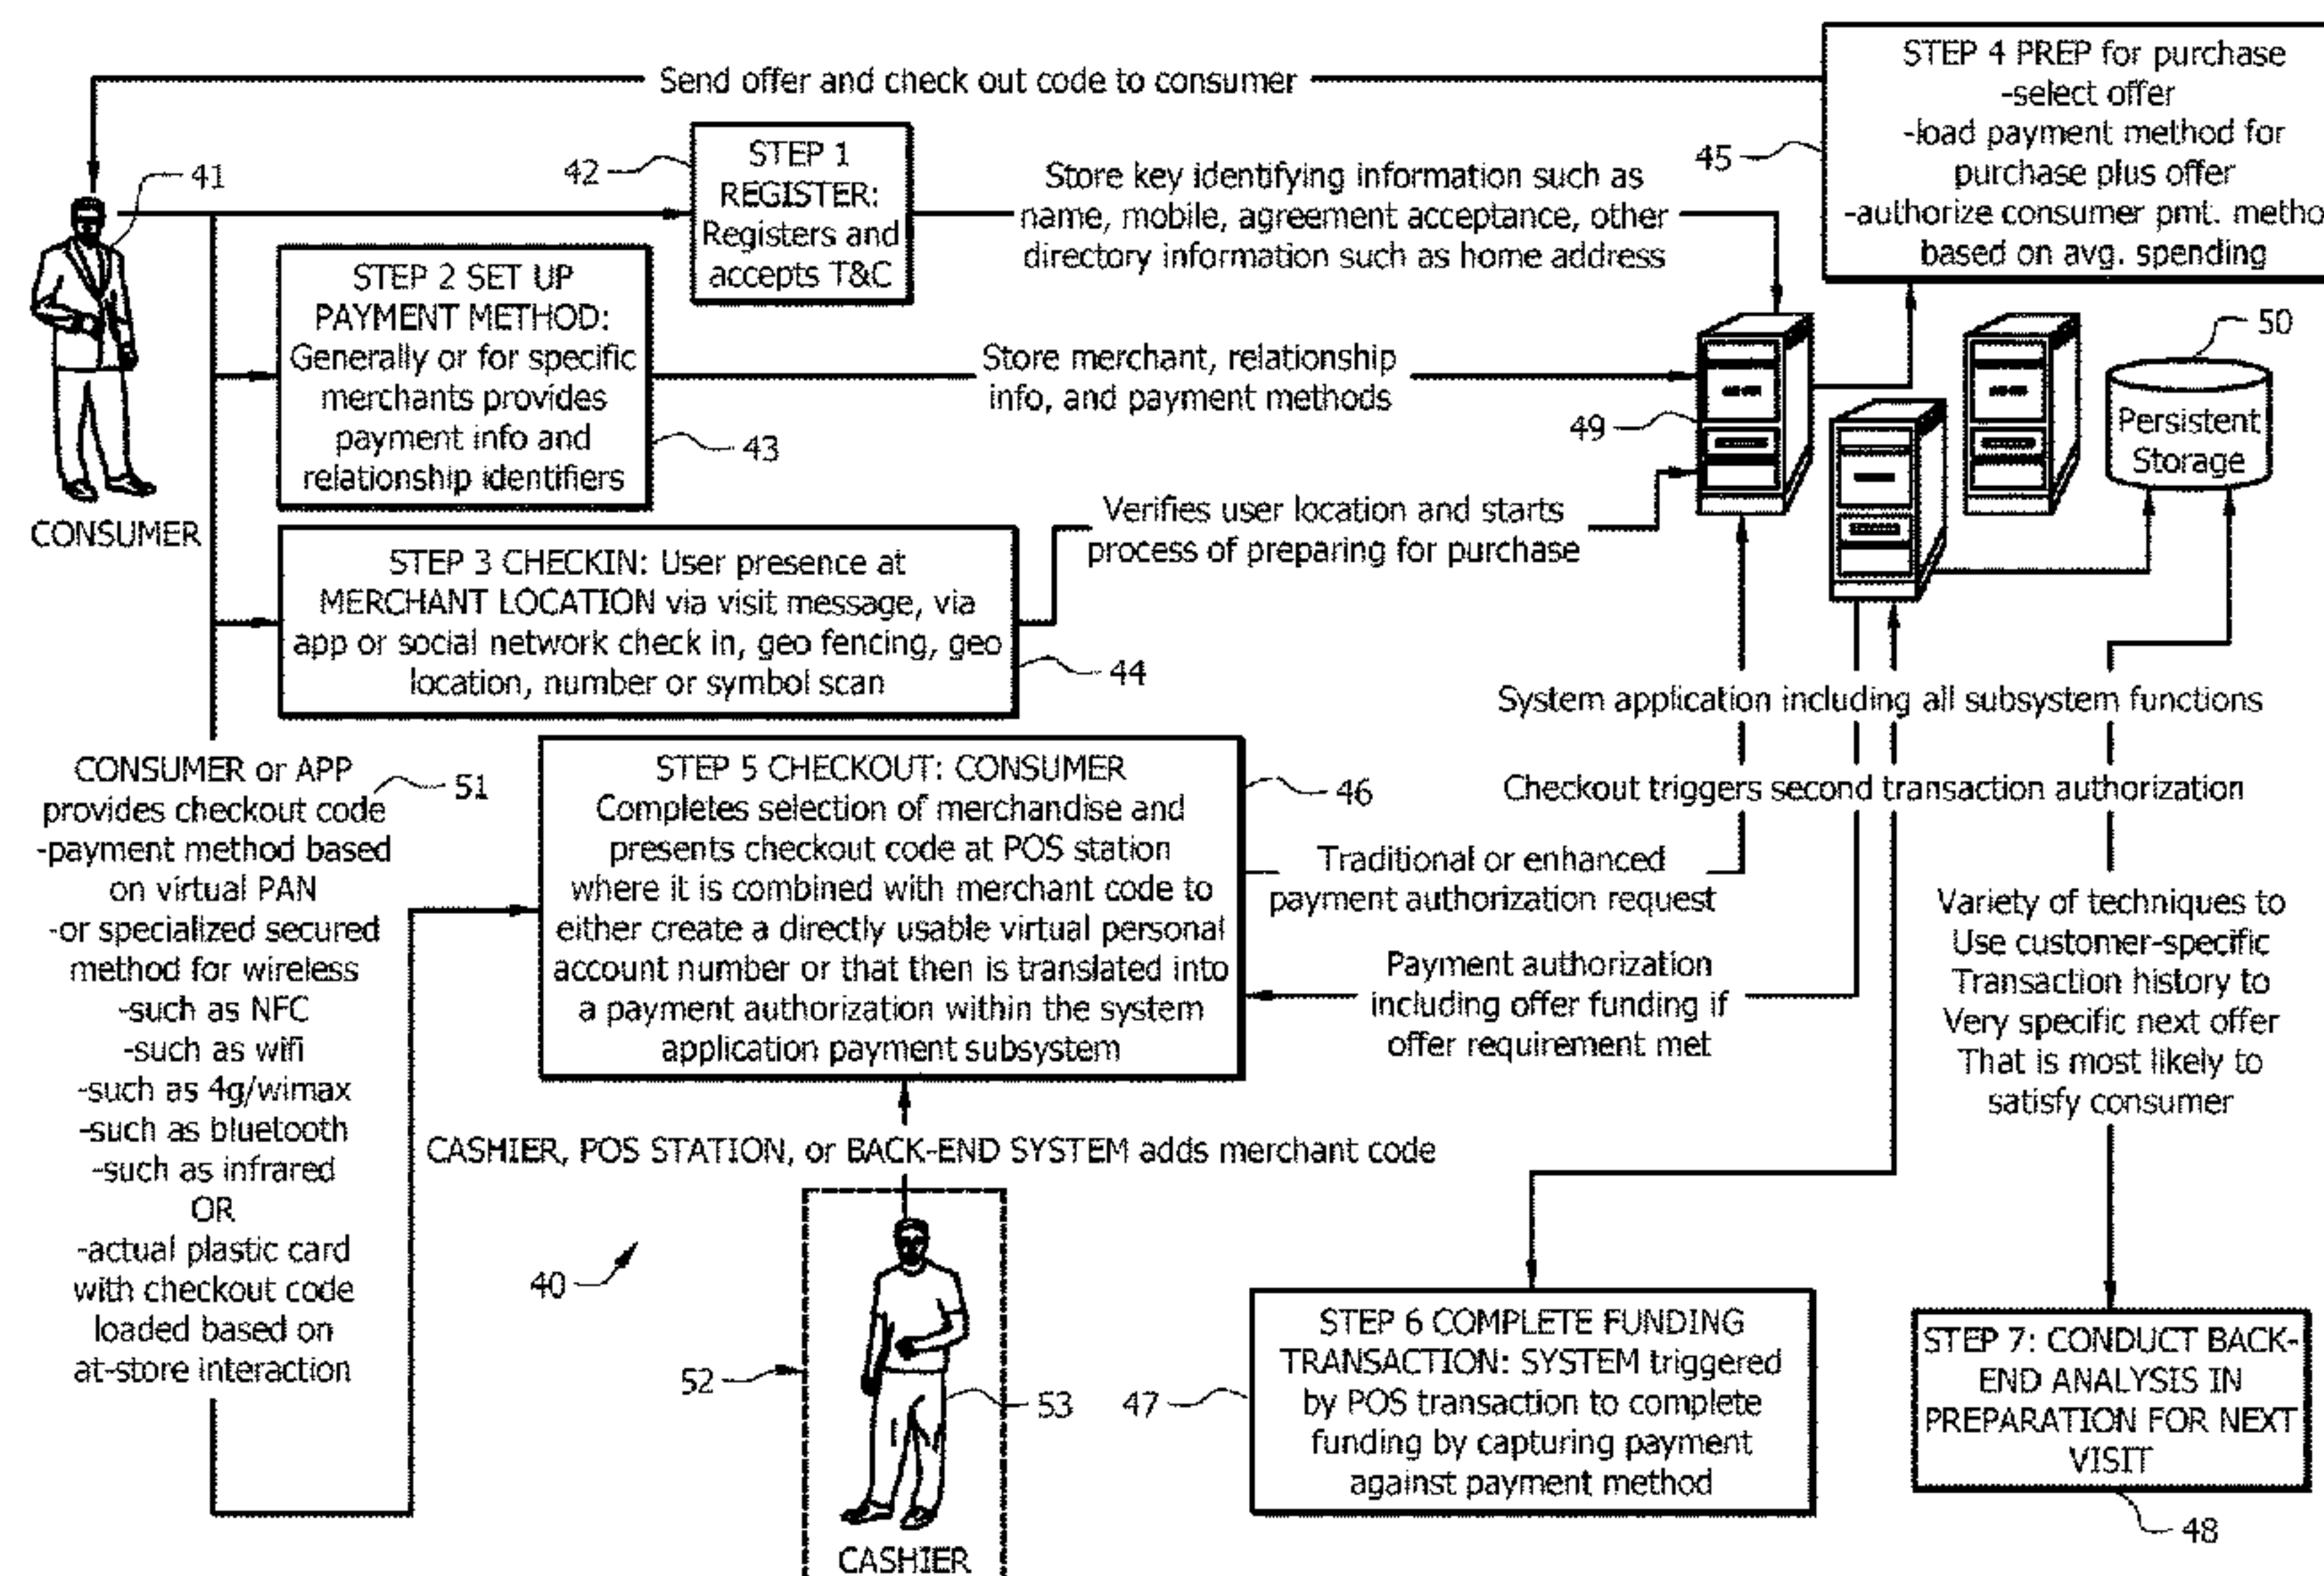 Send offer and check out code to consumer
STEP 4 PREP for purchase
-select offer
-load payment method for
purchase plus offer
-authorize consumer pmt. metho
based on avg. spending
45
41
42
STEP 1
REGISTER:
Registers and
accepts T&C
Store key identifying information such as
name, mobile, agreement acceptance, other
directory information such as home address
CONSUMER
STEP 2 SET UP
PAYMENT METHOD:
Generally or for specific
merchants provides
payment info and
relationship identifiers
43
Store merchant, relationship
info, and payment methods
49
50
Persistent
Storage
STEP 3 CHECKIN: User presence at
MERCHANT LOCATION via visit message, via
app or social network check in, geo fencing, geo
location, number or symbol scan
44
Verifies user location and starts
process of preparing for purchase
System application including all subsystem functions
Checkout triggers second transaction authorization
CONSUMER or APP
provides checkout code
-payment method based
on virtual PAN
-or specialized secured
method for wireless
-such as NFC
-such as wifi
-such as 4g/wimax
-such as bluetooth
-such as infrared
OR
-actual plastic card
with checkout code
loaded based on
at-store interaction
51
STEP 5 CHECKOUT: CONSUMER
Completes selection of merchandise and
presents checkout code at POS station
where it is combined with merchant code to
either create a directly usable virtual personal
account number or that then is translated into
a payment authorization within the system
application payment subsystem
46
Traditional or enhanced
payment authorization request
Payment authorization
including offer funding if
offer requirement met
Variety of techniques to
Use customer-specific
Transaction history to
Very specific next offer
That is most likely to
satisfy consumer
CASHIER, POS STATION, or BACK-END SYSTEM adds merchant code
40
52
53
CASHIER
47
STEP 6 COMPLETE FUNDING
TRANSACTION: SYSTEM triggered
by POS transaction to complete
funding by capturing payment
against payment method
STEP 7: CONDUCT BACK-
END ANALYSIS IN
PREPARATION FOR NEXT
VISIT
48